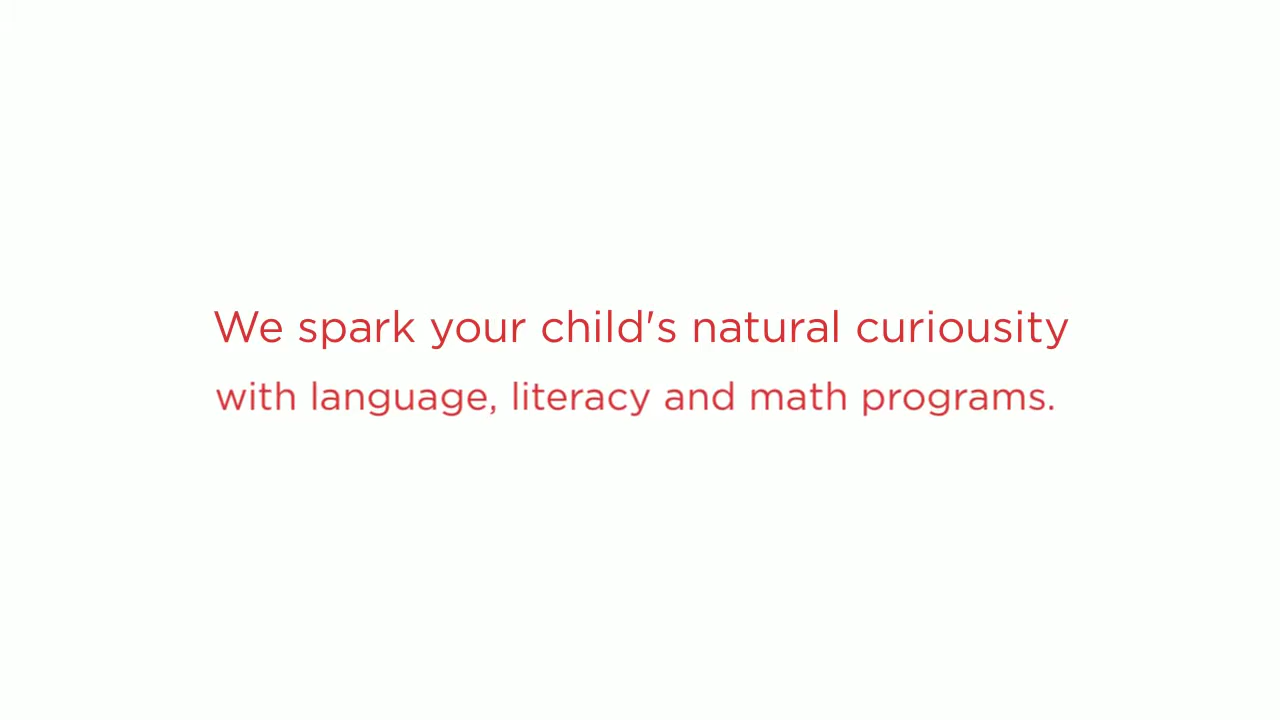 We spark your child's natural curiousity
with language, literacy and math programs.